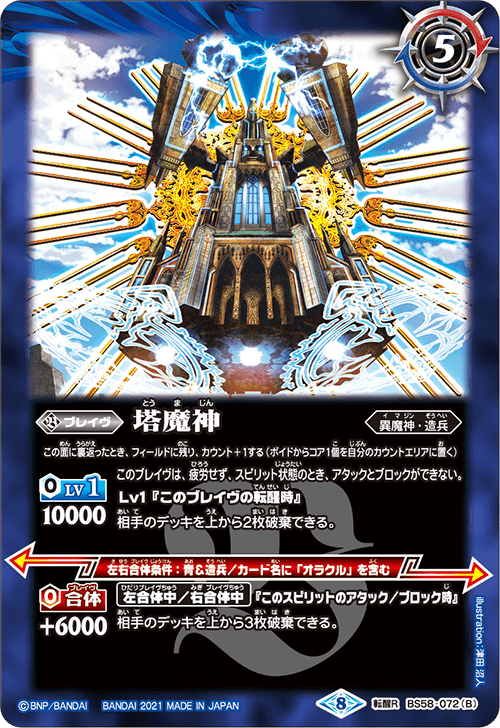 5
ブレイヴ 塔魔神 異魔神・造兵
この面に裏返ったとき、フィールドに残り、カウント+1する(ボイドからコア1個を自分のカウントエリアに置く)
このブレイヴは、疲労せず、スピリット状態のとき、アタックとブロックができない。
0 LV1 10000
Lv1『このブレイヴの転醒時』
相手のデッキを上から2枚破棄できる。
左右合体条件:青&造兵/カード名に「オラクル」を含む
0 合体 +6000
左合体中/右合体中『このスピリットのアタック/ブロック時』
相手のデッキを上から3枚破棄できる。
©BNP/BANDAI BANDAI 2021 MADE IN JAPAN
8 転醒R BS58-072(B)